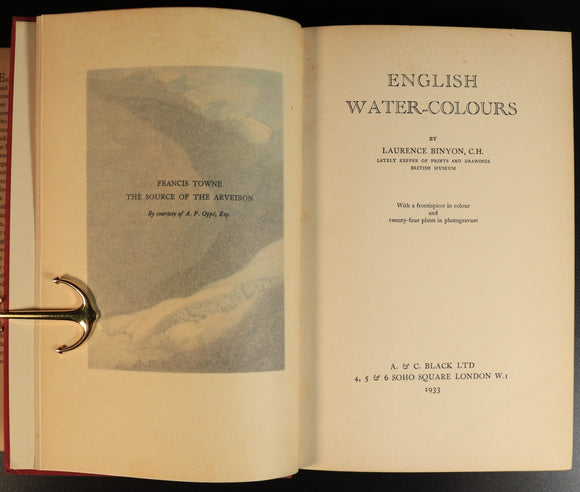 FRANCIS TOWNE
THE SOURCE OF THE ARVEIRON
By courtesy of A. P. Oppé, Esq.
ENGLISH
WATER-COLOURS
BY
LAURENCE BINYON, C.H.
LATELY KEEPER OF PRINTS AND DRAWINGS
BRITISH MUSEUM
With a frontispiece in colour
and
twenty-four plates in photogravure
A. & C. BLACK LTD
4, 5 & 6 SOHO SQUARE LONDON W.1
1933